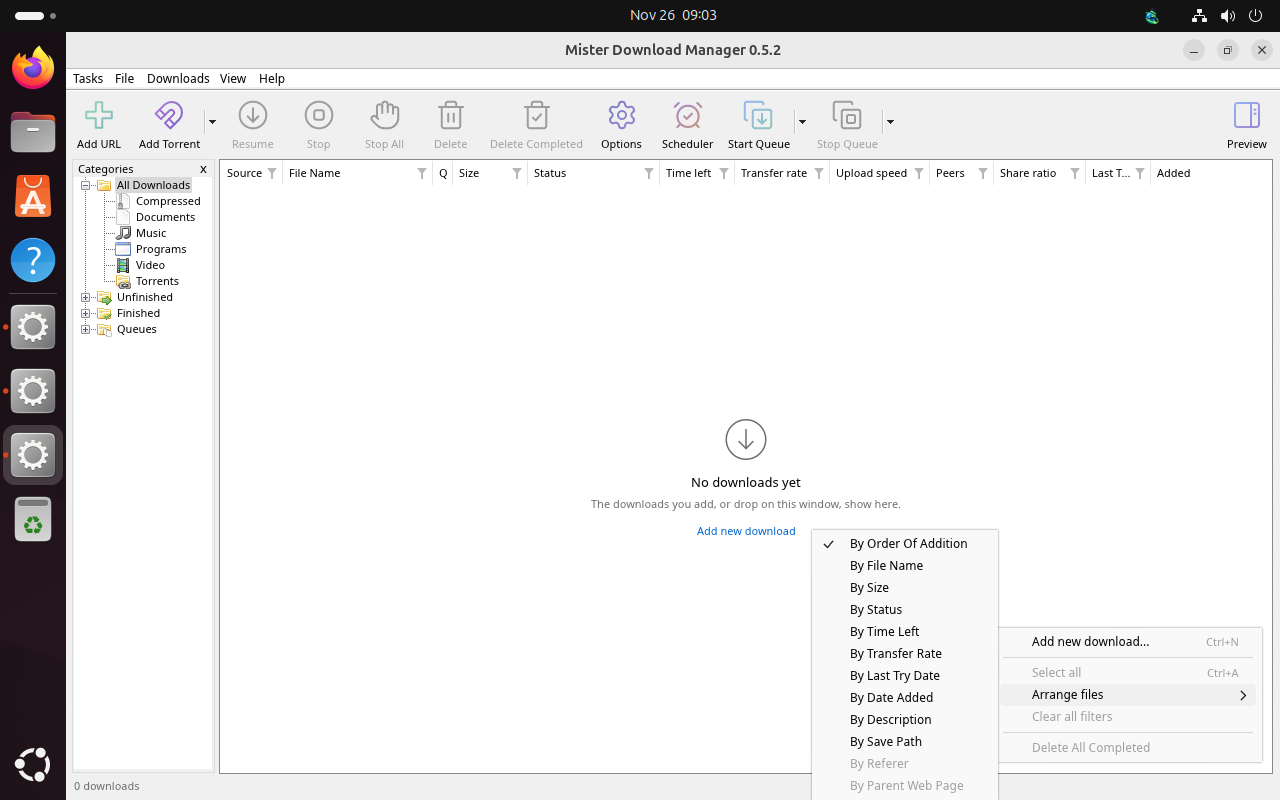 Nov 26 09:03
Mister Download Manager 0.5.2
Tasks File Downloads View Help
Add URL Add Torrent Resume Stop Stop All Delete Delete Completed Options Scheduler Start Queue Stop Queue Preview
Categories x
Source File Name Q Size Status Time left Transfer rate Upload speed Peers Share ratio Last T... Added
All Downloads
Compressed
Documents
Music
Programs
Video
Torrents
Unfinished
Finished
Queues
No downloads yet
The downloads you add, or drop on this window, show here.
Add new download
By Order Of Addition
By File Name
By Size
By Status
By Time Left
By Transfer Rate
By Last Try Date
By Date Added
By Description
By Save Path
By Referer
By Parent Web Page
Add new download... Ctrl+N
Select all Ctrl+A
Arrange files
Clear all filters
Delete All Completed
0 downloads